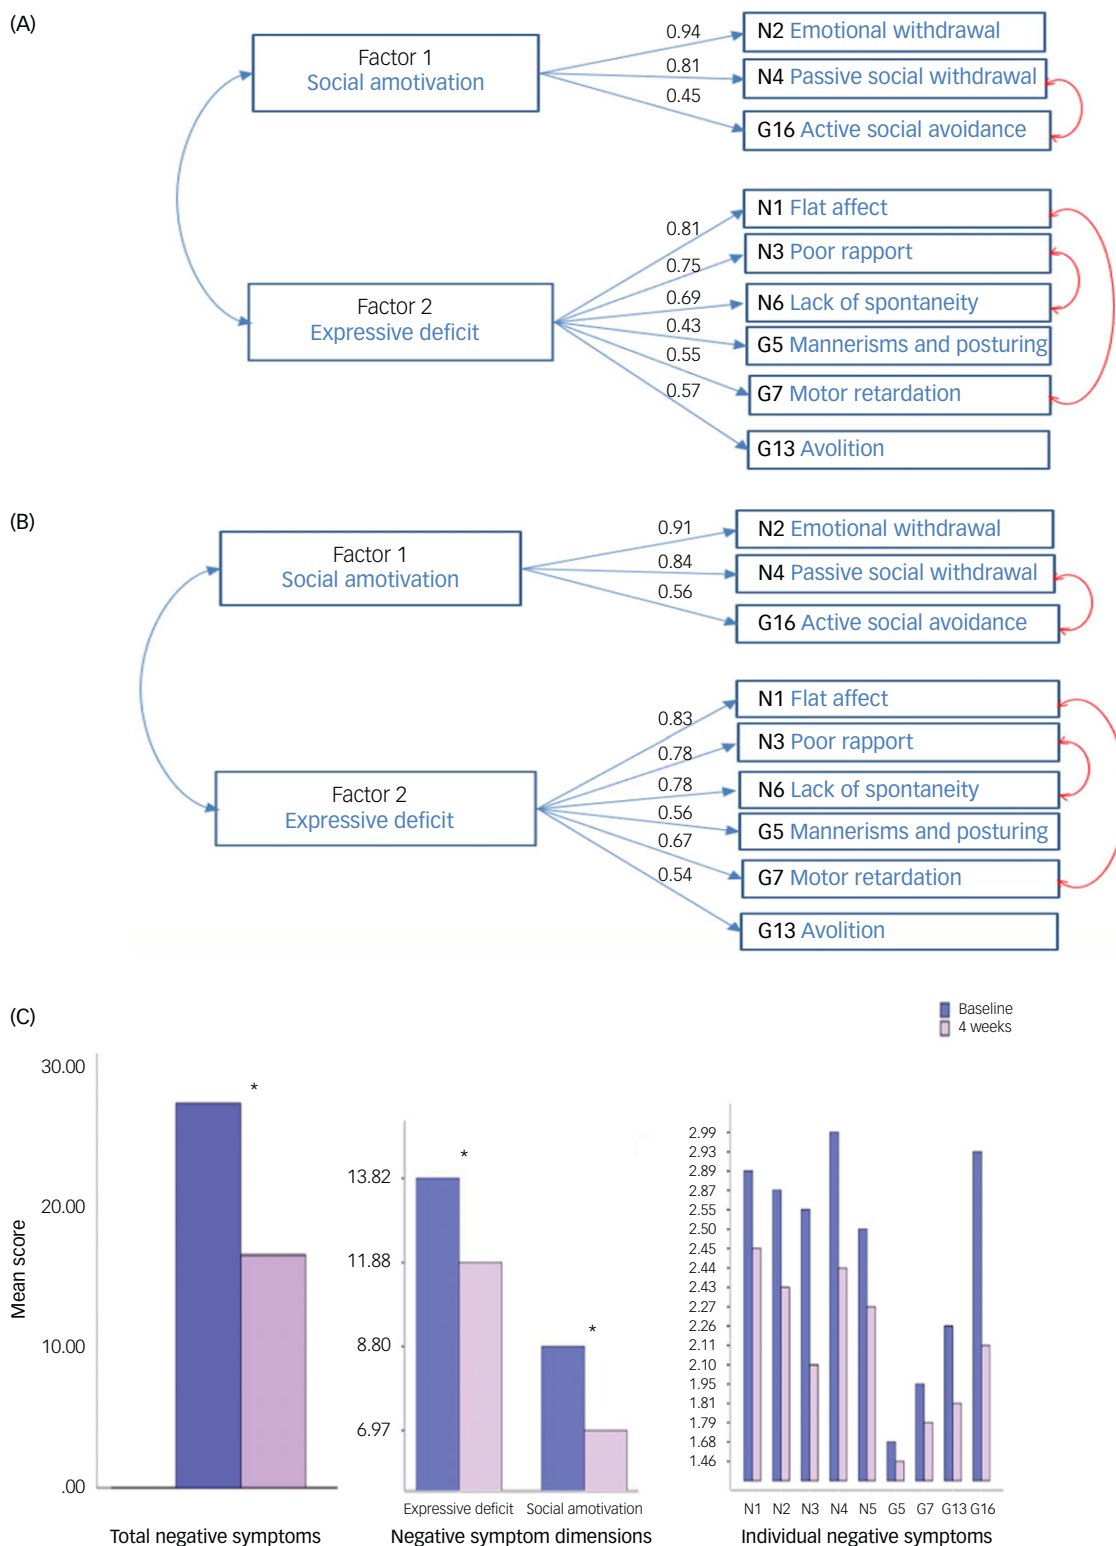 (A)
Factor 1
Social amotivation
0.94
0.81
0.45
N2 Emotional withdrawal
N4 Passive social withdrawal
G16 Active social avoidance
Factor 2
Expressive deficit
0.81
0.75
0.69
0.43
0.55
0.57
N1 Flat affect
N3 Poor rapport
N6 Lack of spontaneity
G5 Mannerisms and posturing
G7 Motor retardation
G13 Avolition
(B)
Factor 1
Social amotivation
0.91
0.84
0.56
N2 Emotional withdrawal
N4 Passive social withdrawal
G16 Active social avoidance
Factor 2
Expressive deficit
0.83
0.78
0.78
0.56
0.67
0.54
N1 Flat affect
N3 Poor rapport
N6 Lack of spontaneity
G5 Mannerisms and posturing
G7 Motor retardation
G13 Avolition
(C)
Baseline
4 weeks
Mean score
30.00
20.00
10.00
.00
*
Total negative symptoms
13.82
11.88
8.80
6.97
*
*
Expressive deficit Social amotivation
Negative symptom dimensions
2.99
2.93
2.89
2.87
2.55
2.50
2.45
2.44
2.43
2.27
2.26
2.11
2.10
1.95
1.81
1.79
1.68
1.46
N1 N2 N3 N4 N5 G5 G7 G13 G16
Individual negative symptoms